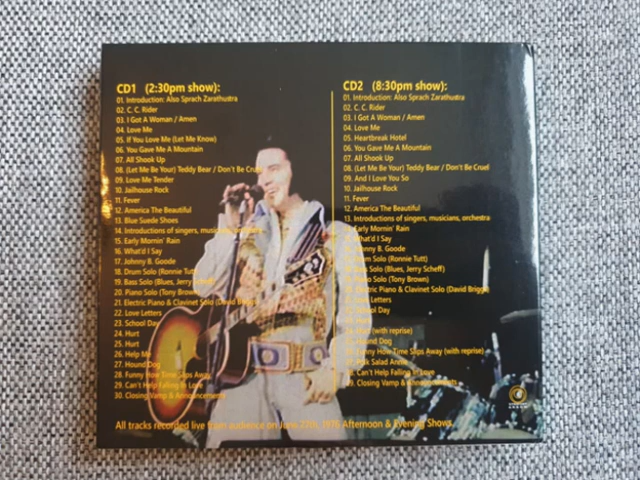 CD1 (2:30pm show):
01. Introduction: Also Sprach Zarathustra
02. C. C. Rider
03. I Got A Woman / Amen
04. Love Me
05. If You Love Me (Let Me Know)
06. You Gave Me A Mountain
07. All Shook Up
08. (Let Me Be Your) Teddy Bear / Don't Be Cruel
09. Love Me Tender
10. Jailhouse Rock
11. Fever
12. America The Beautiful
13. Blue Suede Shoes
14. Introductions of singers, musicians,
15. Early Mornin' Rain
16. What'd I Say
17. Johnny B. Goode
18. Drum Solo (Ronnie Tutt)
19. Bass Solo (Blues, Jerry Scheff)
20. Piano Solo (Tony Brown)
21. Electric Piano & Clavinet Solo (David Briggs)
22. Love Letters
23. School Day
24. Hurt
25. Hurt
26. Help Me
27. Hound Dog
28. Funny How Time Slips Away
29. Can't Help Falling In Love
30. Closing Vamp & Announcements
CD2 (8:30pm show):
01. Introduction: Also Sprach Zarathustra
02. C. C. Rider
03. I Got A Woman / Amen
04. Love Me
05. Heartbreak Hotel
06. You Gave Me A Mountain
07. All Shook Up
08. (Let Me Be Your) Teddy Bear / Don't Be Cruel
09. And I Love You So
10. Jailhouse Rock
11. Fever
12. America The Beautiful
13. Introductions of singers, musicians, orchestra
Early Mornin' Rain
What'd I Say
Johnny B. Goode
Drum Solo (Ronnie Tutt)
Bass Solo (Blues, Jerry Scheff)
Piano Solo (Tony Brown)
Electric Piano & Clavinet Solo (David Briggs)
Love Letters
School Day
(with reprise)
Hound Dog
Funny How Time Slips Away (with reprise)
Polk Salad Annie
Can't Help Falling In Love
29. Closing Vamp & Announcements
All tracks recorded live from audience on June 27th, 1976 Afternoon & Evening Shows